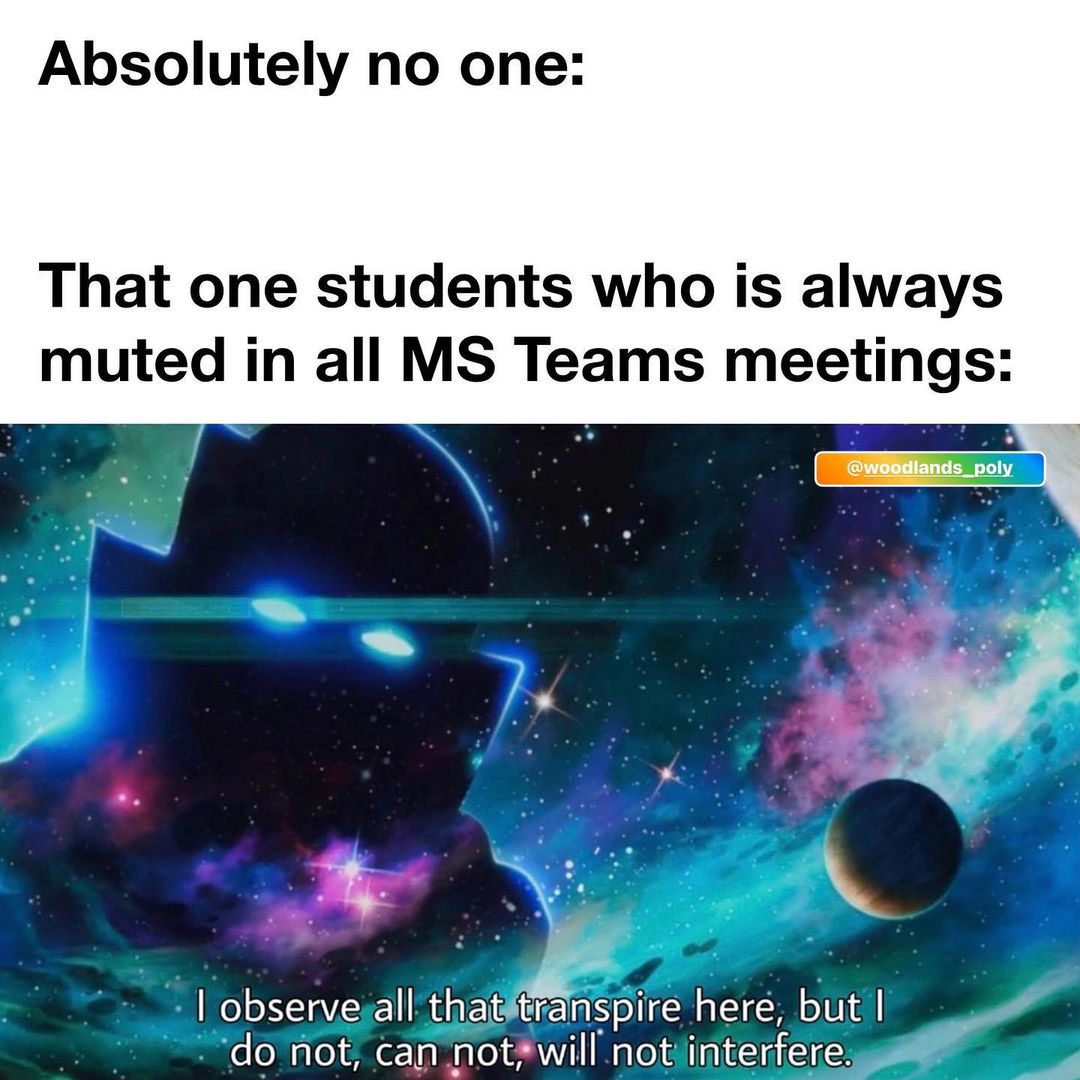 Absolutely no one:
That one students who is always
muted in all MS Teams meetings:
@woodlands_poly
I observe all that transpire here, but I
do not, can not, will not interfere.